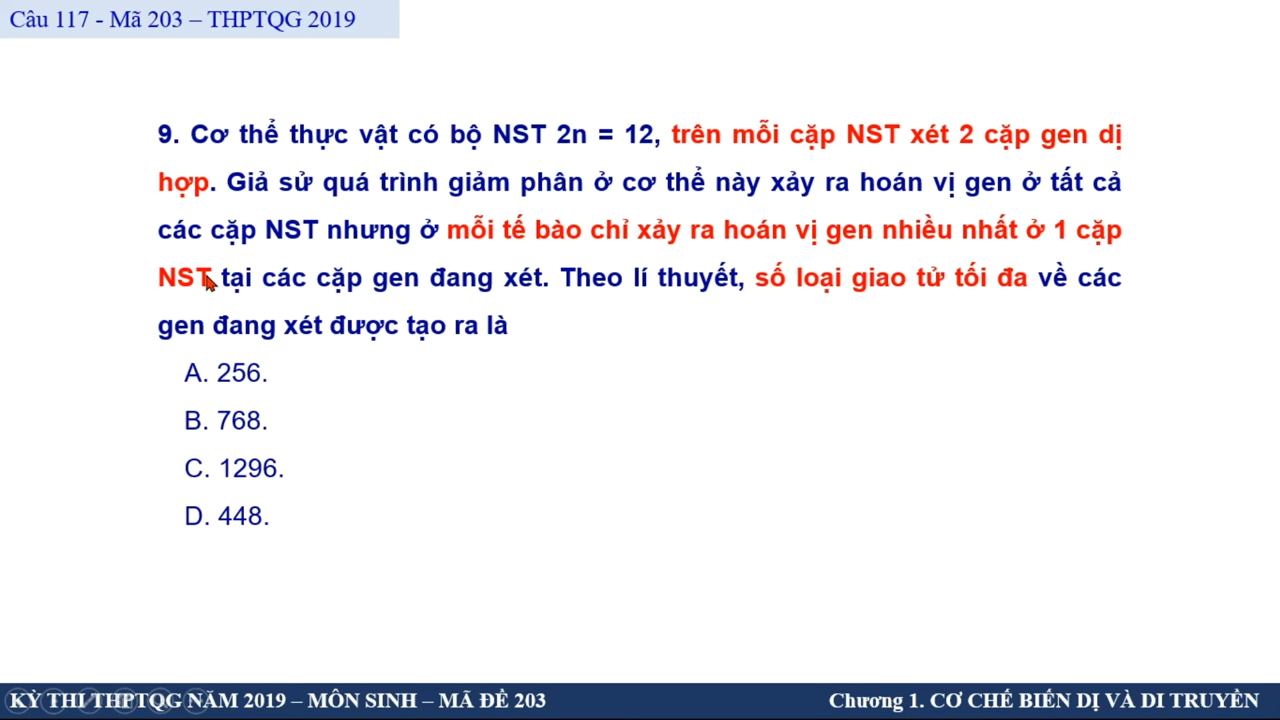 Câu 117 - Mã 203 – THPTQG 2019
9. Cơ thể thực vật có bộ NST 2n = 12, trên mỗi cặp NST xét 2 cặp gen dị
hợp. Giả sử quá trình giảm phân ở cơ thể này xảy ra hoán vị gen ở tất cả
các cặp NST nhưng ở mỗi tế bào chỉ xảy ra hoán vị gen nhiều nhất ở 1 cặp
NST tại các cặp gen đang xét. Theo lí thuyết, số loại giao tử tối đa về các
gen đang xét được tạo ra là
A. 256.
B. 768.
C. 1296.
D. 448.
KỲ THI THPTQG NĂM 2019 – MÔN SINH – MÃ ĐỀ 203
Chương 1. CƠ CHẾ BIẾN DỊ VÀ DI TRUYỀN